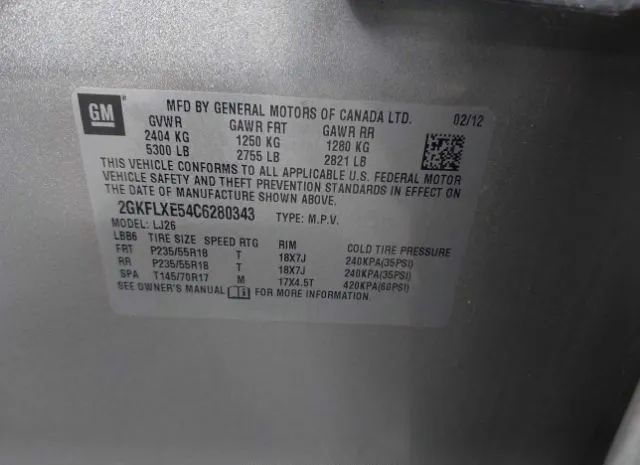 GM
MFD BY GENERAL MOTORS OF CANADA LTD. 02/12
GVWR GAWR FRT GAWR RR
2404 KG 1250 KG 1280 KG
5300 LB 2755 LB 2821 LB
THIS VEHICLE CONFORMS TO ALL APPLICABLE U.S. FEDERAL MOTOR
VEHICLE SAFETY AND THEFT PREVENTION STANDARDS IN EFFECT ON
THE DATE OF MANUFACTURE SHOWN ABOVE.
2GKFLXE54C6280343 TYPE: M.P.V.
MODEL: LJ26
LBB6 TIRE SIZE SPEED RTG RIM COLD TIRE PRESSURE
FRT P235/55R18 T 18X7J 240KPA(35PSI)
RR P235/55R18 T 18X7J 240KPA(35PSI)
SPA T145/70R17 M 17X4.5T 420KPA(60PSI)
SEE OWNER'S MANUAL FOR MORE INFORMATION.